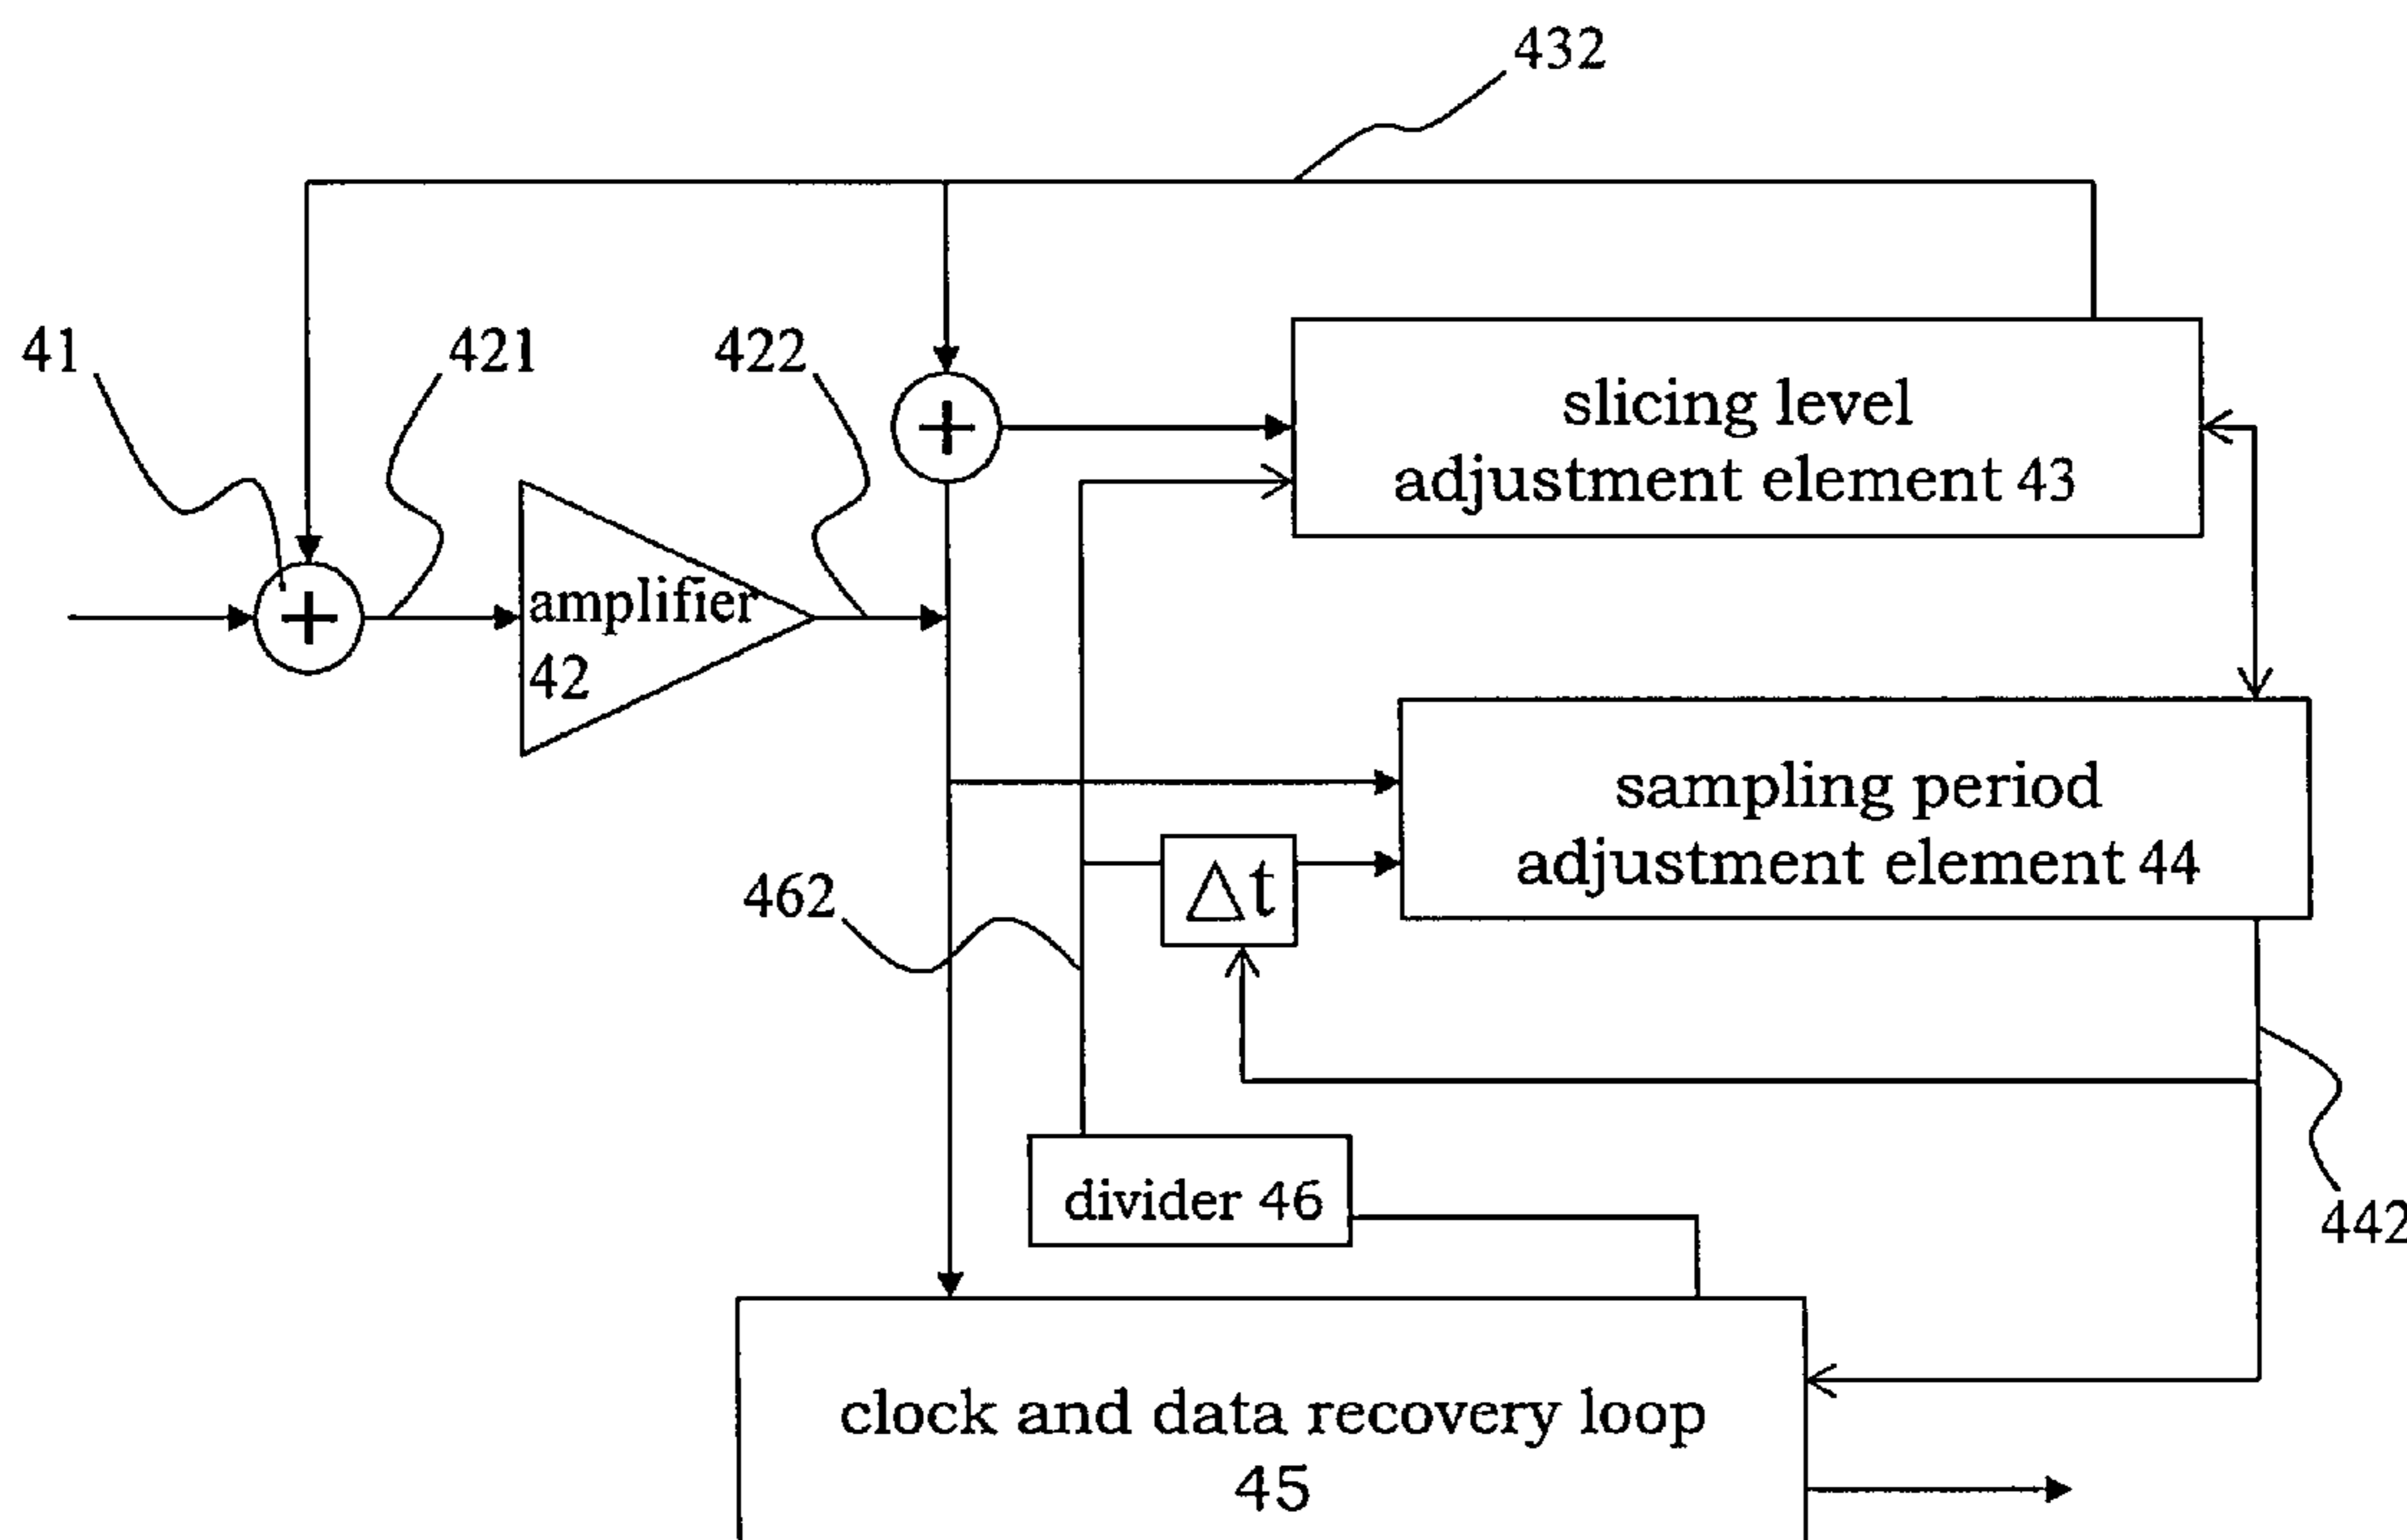 432
41
421
422
slicing level
adjustment element 43
+
+
amplifier
42
sampling period
adjustment element 44
Δt
462
442
divider 46
clock and data recovery loop
45